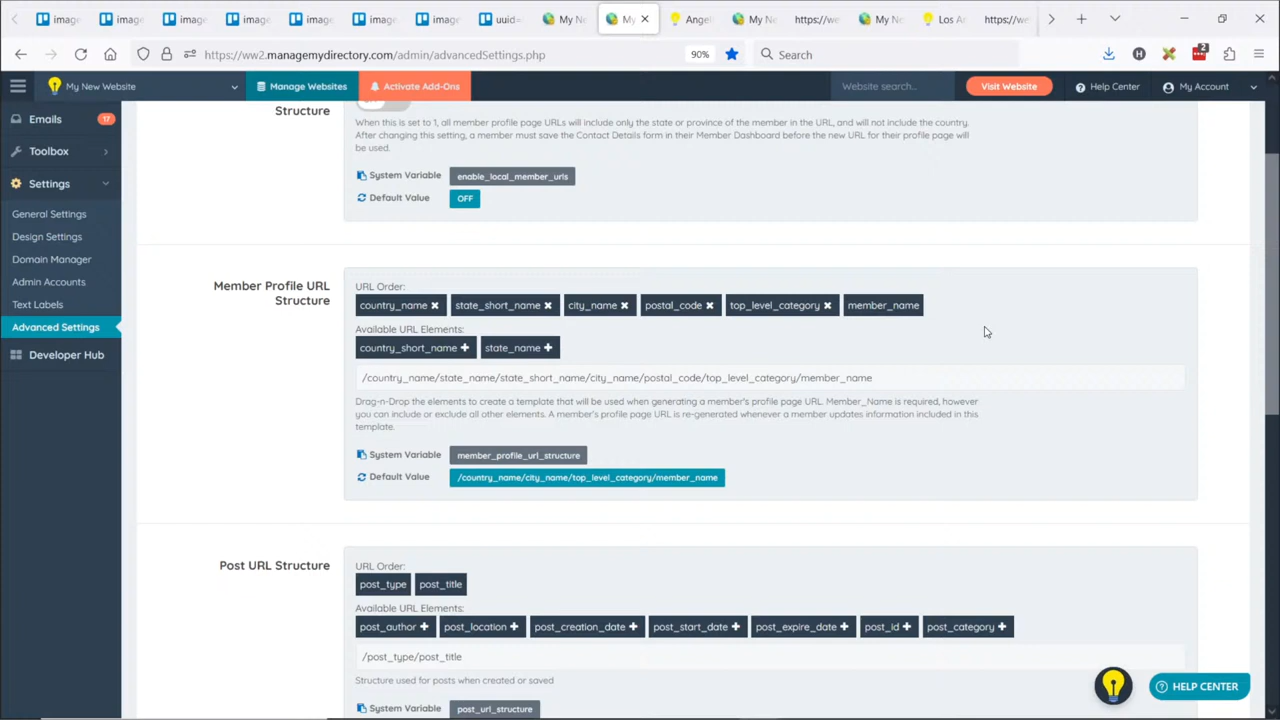 image
image
image
image
image
image
image
uuid=
My Ne
My
Angel
My Ne
https://we
My Ne
Los An
https://we
https://ww2.managemydirectory.com/admin/advancedSettings.php
90%
Search
2
My New Website
Manage Websites
Activate Add-Ons
Website search..
Visit Website
Help Center
My Account
Emails 17
Toolbox
Settings
General Settings
Design Settings
Domain Manager
Admin Accounts
Text Labels
Advanced Settings
Developer Hub
Structure
When this is set to 1, all member profile page URLs will include only the state or province of the member in the URL, and will not include the country.
After changing this setting, a member must save the Contact Details form in their Member Dashboard before the new URL for their profile page will
be used.
System Variable enable_local_member_urls
Default Value OFF
Member Profile URL
Structure
URL Order:
country_name state_short_name city_name postal_code top_level_category member_name
Available URL Elements:
country_short_name state_name
/country_name/state_name/state_short_name/city_name/postal_code/top_level_category/member_name
Drag-n-Drop the elements to create a template that will be used when generating a member's profile page URL. Member_Name is required, however
you can include or exclude all other elements. A member's profile page URL is re-generated whenever a member updates information included in this
template.
System Variable member_profile_url_structure
Default Value /country_name/city_name/top_level_category/member_name
Post URL Structure
URL Order:
post_type post_title
Available URL Elements:
post_author post_location post_creation_date post_start_date post_expire_date post_id post_category
/post_type/post_title
Structure used for posts when created or saved
System Variable post_url_structure
HELP CENTER